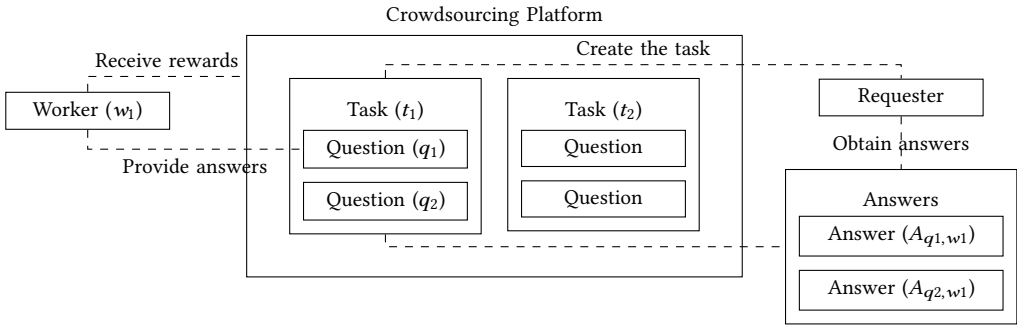 Crowdsourcing Platform
Create the task
Receive rewards
Worker (w1)
Provide answers
Task (t1)
Question (q1)
Question (q2)
Task (t2)
Question
Question
Requester
Obtain answers
Answers
Answer (Aq1,w1)
Answer (Aq2,w1)